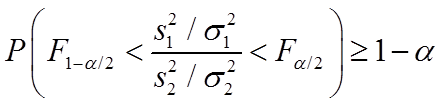 P(F_{1−α/2} < (s_1^2 / σ_1^2)/(s_2^2 / σ_2^2) < F_{α/2}) ≥ 1−α